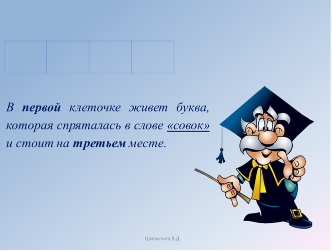 В первой клеточке живет буква,
которая спряталась в слове «совок»
и стоит на третьем месте.